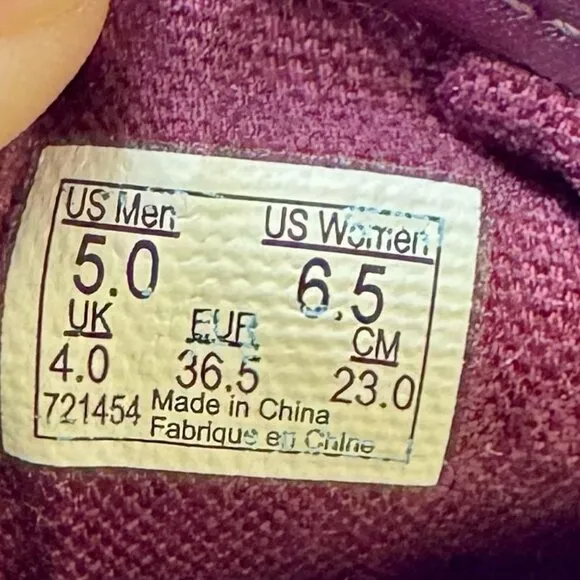 US Men US Women
5.0 6.5
UK EUR CM
4.0 36.5 23.0
721454 Made in China
Fabrique en Chine